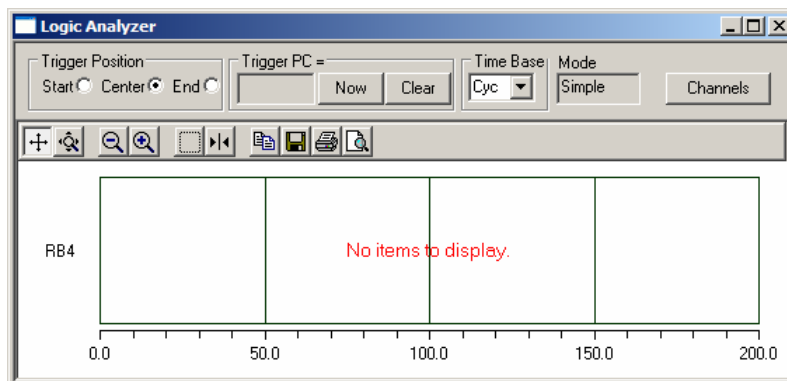 Logic Analyzer
Trigger Position
Start Center End
Trigger PC =
Now Clear
Time Base
Cyc
Mode
Simple
Channels
RB4
No items to display.
0.0 50.0 100.0 150.0 200.0